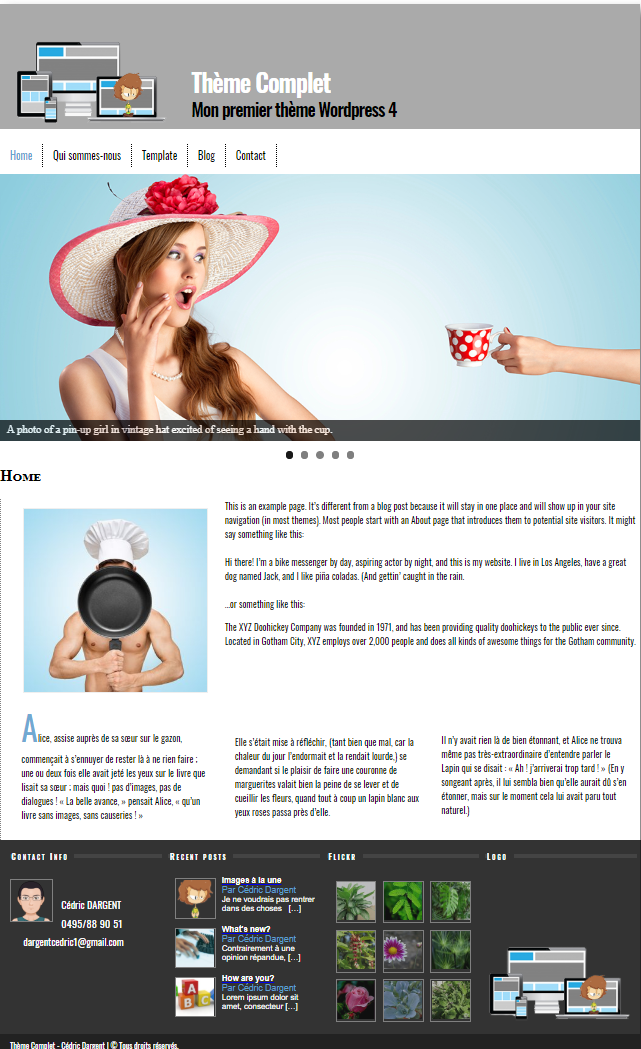 Thème Complet
Mon premier thème Wordpress 4
Home
Qui sommes-nous
Template
Blog
Contact
A photo of a pin-up girl in vintage hat excited of seeing a hand with the cup.
Home
This is an example page. It's different from a blog post because it will stay in one place and will show up in your site
navigation (in most themes). Most people start with an About page that introduces them to potential site visitors. It might
say something like this:
Hi there! I'm a bike messenger by day, aspiring actor by night, and this is my website. I live in Los Angeles, have a great
dog named Jack, and I like piña coladas. (And gettin' caught in the rain.
...or something like this:
The XYZ Doohickey Company was founded in 1971, and has been providing quality doohickeys to the public ever since.
Located in Gotham City, XYZ employs over 2,000 people and does all kinds of awesome things for the Gotham community.
Alice, assise auprès de sa sœur sur le gazon,
commençait à s'ennuyer de rester là à ne rien faire ;
une ou deux fois elle avait jeté les yeux sur le livre que
lisait sa sœur ; mais quoi ! pas d'images, pas de
dialogues ! « La belle avance, » pensait Alice, « qu'un
livre sans images, sans causeries ! »
Elle s'était mise à réfléchir, (tant bien que mal, car la
chaleur du jour l'endormait et la rendait lourde,) se
demandant si le plaisir de faire une couronne de
marguerites valait bien la peine de se lever et de
cueillir les fleurs, quand tout à coup un lapin blanc aux
yeux roses passa près d'elle.
Il n'y avait rien là de bien étonnant, et Alice ne trouva
même pas très-extraordinaire d'entendre parler le
Lapin qui se disait : « Ah ! j'arriverai trop tard ! » (En y
songeant après, il lui sembla bien qu'elle aurait dû s'en
étonner, mais sur le moment cela lui avait paru tout
naturel.)
Contact Info
Cédric DARGENT
0495/88 90 51
dargentcedric1@gmail.com
Recent posts
Images à la une
Par Cédric Dargent
Je ne voudrais pas rentrer
dans des choses [...]
What's new?
Par Cédric Dargent
Contrairement à une
opinion répandue, [...]
How are you?
Par Cédric Dargent
Lorem ipsum dolor sit
amet, consectetur [...]
Flickr
Logo
Thème Complet - Cédric Dargent | © Tous droits réservés.